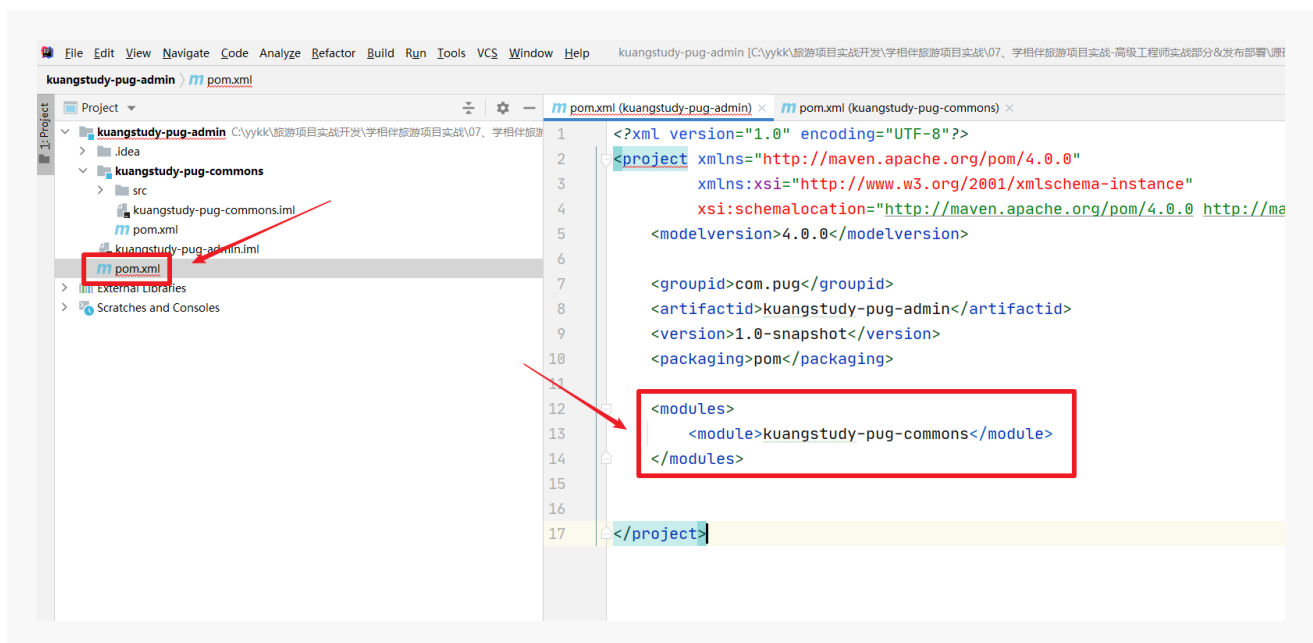 File Edit View Navigate Code Analyze Refactor Build Run Tools VCS Window Help kuangstudy-pug-admin [C:\yykk\旅游项目实战开发\学相伴旅游项目实战\07、学相伴旅游项目实战-高级工程师实战部分&发布部署\源
kuangstudy-pug-admin pom.xml
1: Project
Project
pom.xml (kuangstudy-pug-admin) pom.xml (kuangstudy-pug-commons)
kuangstudy-pug-admin C:\yykk\旅游项目实战开发\学相伴旅游项目实战\07、学相伴旅游
.idea
kuangstudy-pug-commons
src
kuangstudy-pug-commons.iml
pom.xml
kuangstudy-pug-admin.iml
pom.xml
External Libraries
Scratches and Consoles
1 <?xml version="1.0" encoding="UTF-8"?>
2 <project xmlns="http://maven.apache.org/pom/4.0.0"
3 xmlns:xsi="http://www.w3.org/2001/xmlschema-instance"
4 xsi:schemalocation="http://maven.apache.org/pom/4.0.0 http://ma
5 <modelversion>4.0.0</modelversion>
6
7 <groupid>com.pug</groupid>
8 <artifactid>kuangstudy-pug-admin</artifactid>
9 <version>1.0-snapshot</version>
10 <packaging>pom</packaging>
11
12 <modules>
13 <module>kuangstudy-pug-commons</module>
14 </modules>
15
16
17 </project>